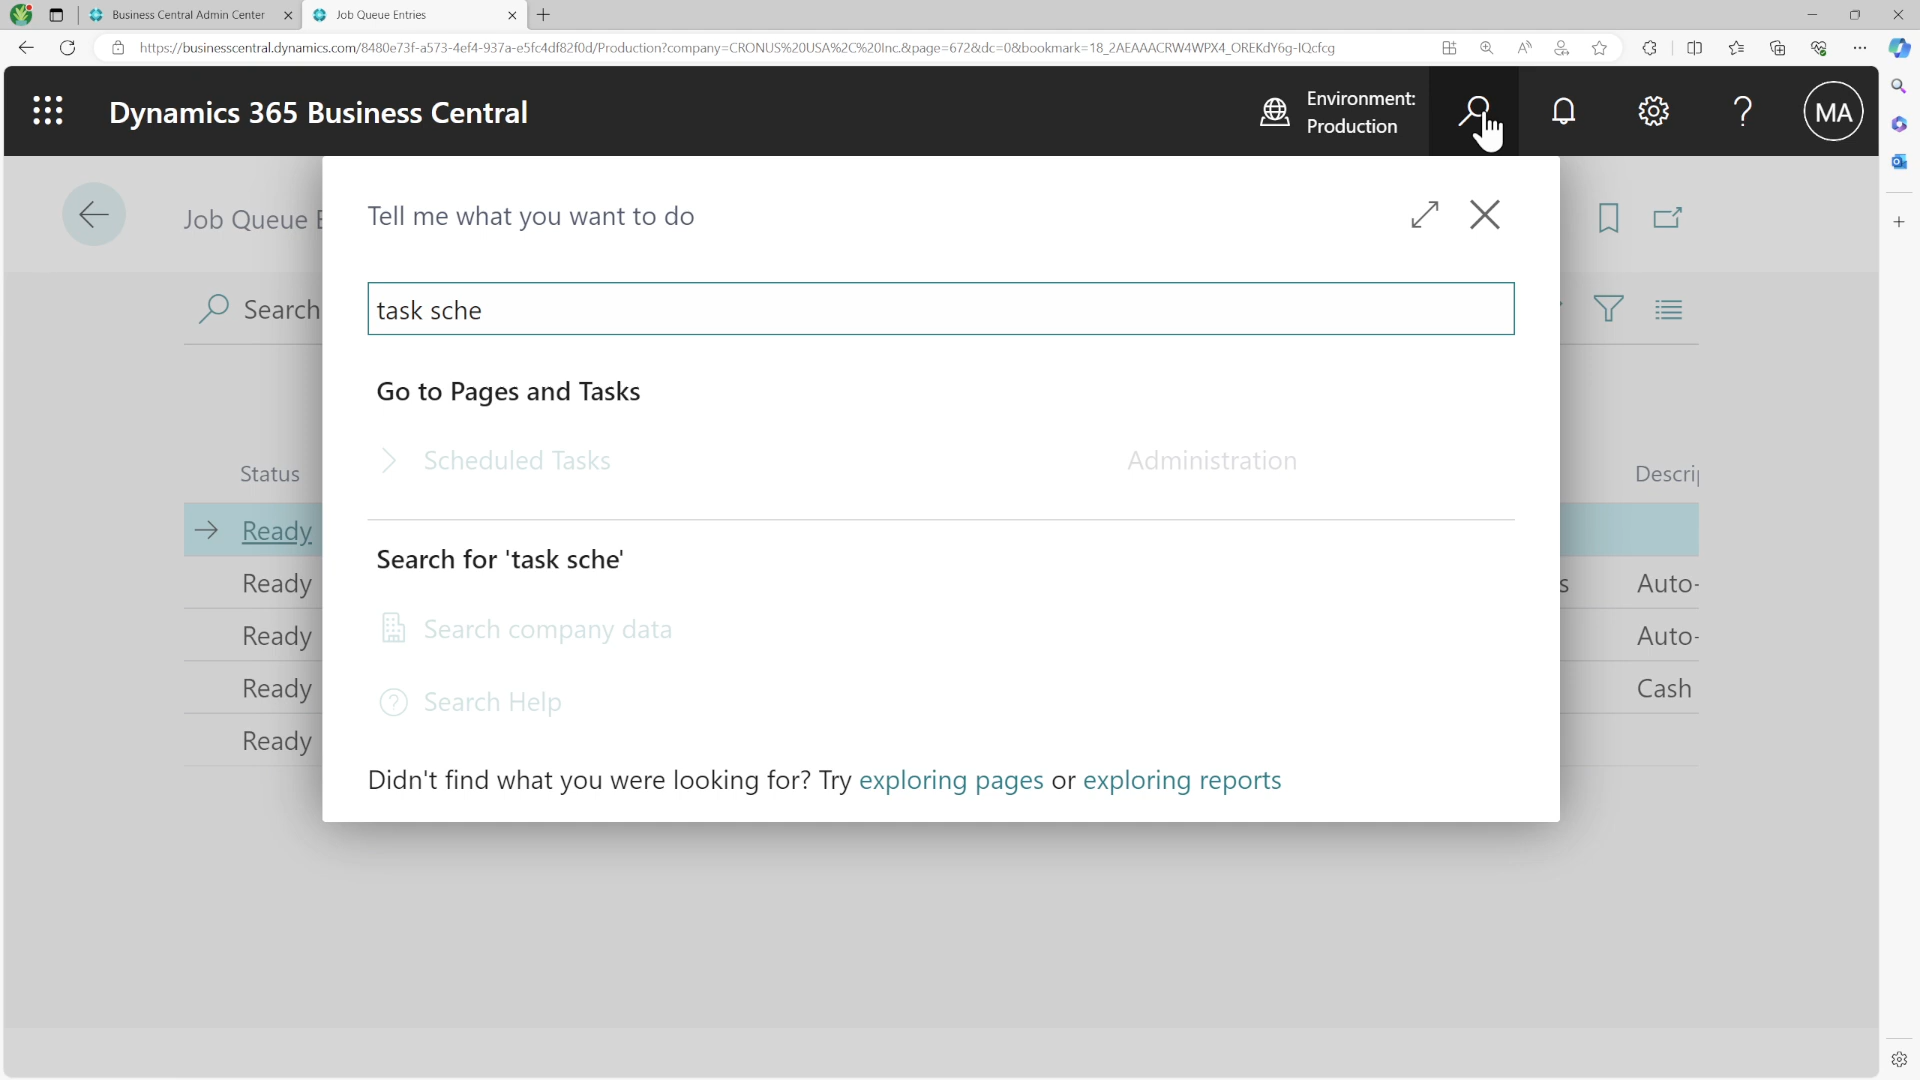 Business Central Admin Center
Job Queue Entries
https://businesscentral.dynamics.com/8480e73f-a573-4ef4-937a-e5fc4df82f0d/Production?company=CRONUS%20USA%2C%20Inc.&page=672&dc=0&bookmark=18_2AEAAACRW4WPX4_OREKdY6g-IQcfcg
Dynamics 365 Business Central
Environment:
Production
MA
Job Queue E
Tell me what you want to do
Search
task sche
Go to Pages and Tasks
Scheduled Tasks
Administration
Status
Descrip
Ready
Search for 'task sche'
Ready
s
Auto-
Search company data
Ready
Auto-
Ready
Cash
Search Help
Ready
Didn't find what you were looking for? Try exploring pages or exploring reports